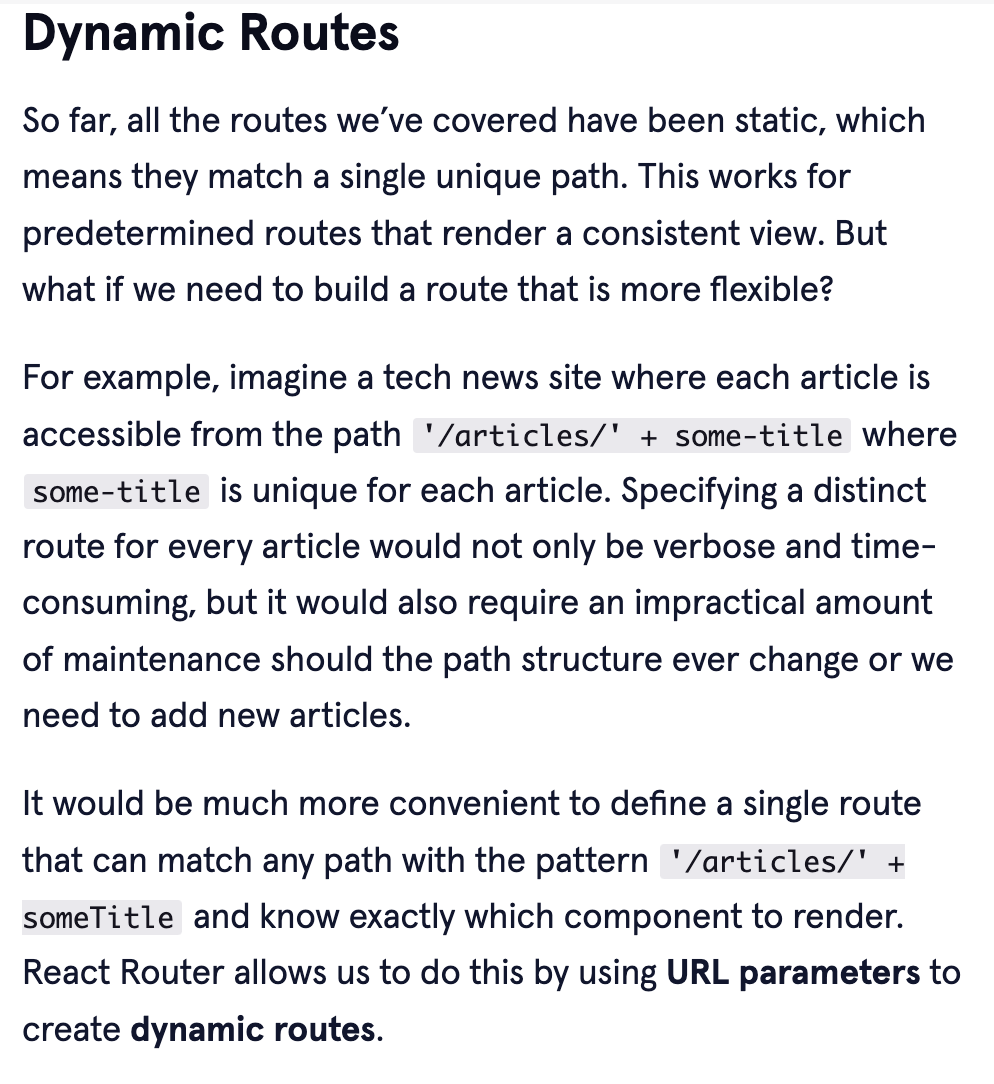 Dynamic Routes
So far, all the routes we’ve covered have been static, which
means they match a single unique path. This works for
predetermined routes that render a consistent view. But
what if we need to build a route that is more flexible?
For example, imagine a tech news site where each article is
accessible from the path '/articles/' + some-title where
some-title is unique for each article. Specifying a distinct
route for every article would not only be verbose and time-
consuming, but it would also require an impractical amount
of maintenance should the path structure ever change or we
need to add new articles.
It would be much more convenient to define a single route
that can match any path with the pattern '/articles/' +
someTitle and know exactly which component to render.
React Router allows us to do this by using URL parameters to
create dynamic routes.